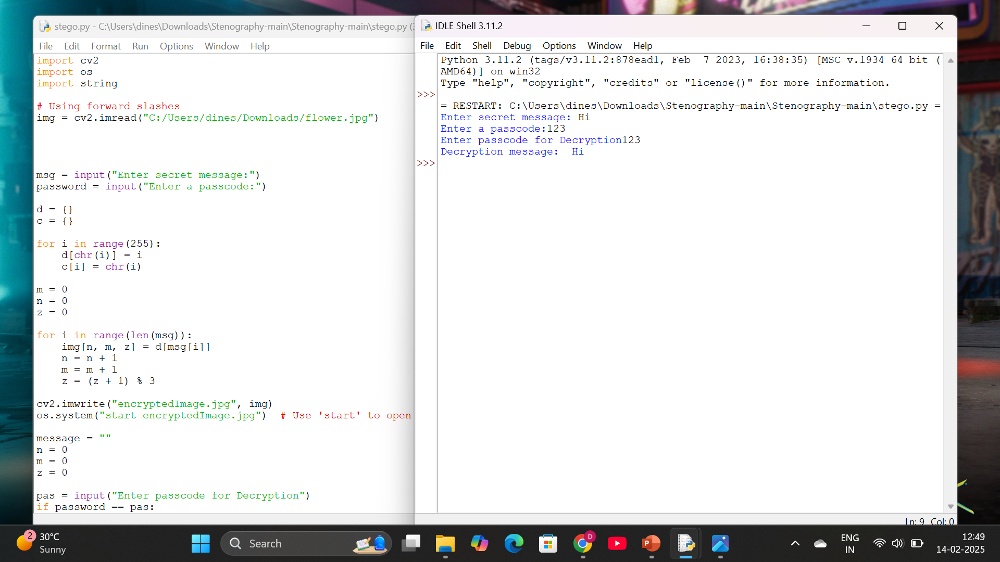 stego.py - C:\Users\dines\Downloads\Stenography-main\Stenography-main\stego.py
File Edit Format Run Options Window Help
import cv2
import os
import string
# Using forward slashes
img = cv2.imread("C:/Users/dines/Downloads/flower.jpg")
msg = input("Enter secret message:")
password = input("Enter a passcode:")
d = {}
c = {}
for i in range(255):
    d[chr(i)] = i
    c[i] = chr(i)
m = 0
n = 0
z = 0
for i in range(len(msg)):
    img[n, m, z] = d[msg[i]]
    n = n + 1
    m = m + 1
    z = (z + 1) % 3
cv2.imwrite("encryptedImage.jpg", img)
os.system("start encryptedImage.jpg")  # Use 'start' to open
message = ""
n = 0
m = 0
z = 0
pas = input("Enter passcode for Decryption")
if password == pas:
IDLE Shell 3.11.2
File Edit Shell Debug Options Window Help
Python 3.11.2 (tags/v3.11.2:878ead1, Feb  7 2023, 16:38:35) [MSC v.1934 64 bit (
AMD64)] on win32
Type "help", "copyright", "credits" or "license()" for more information.
>>>
= RESTART: C:\Users\dines\Downloads\Stenography-main\Stenography-main\stego.py =
Enter secret message: Hi
Enter a passcode:123
Enter passcode for Decryption123
Decryption message:  Hi
>>>
Ln: 9 Col: 0
2
30°C
Sunny
Search
D
P
ENG
IN
12:49
14-02-2025